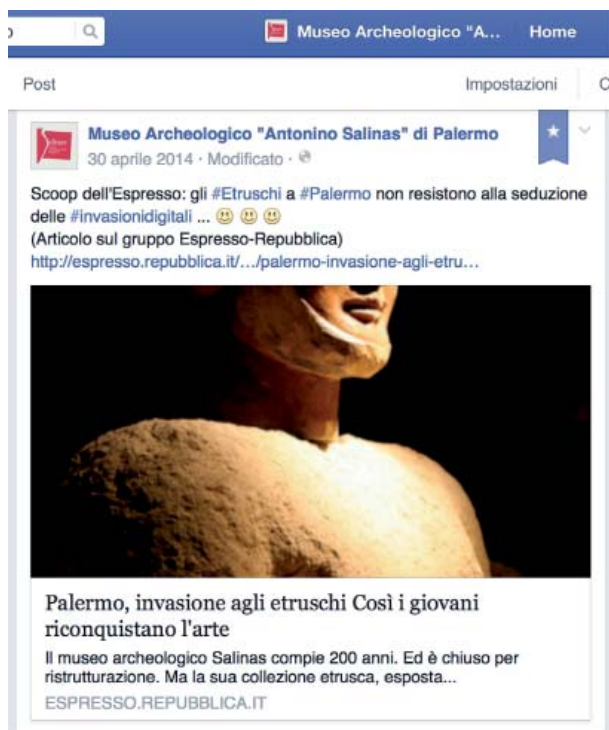 Museo Archeologico "A... Home
Post Impostazioni
Museo Archeologico "Antonino Salinas" di Palermo
30 aprile 2014 · Modificato ·
Scoop dell'Espresso: gli #Etruschi a #Palermo non resistono alla seduzione
delle #invasionidigitali ...
(Articolo sul gruppo Espresso-Repubblica)
http://espresso.repubblica.it/.../palermo-invasione-agli-etru...
Palermo, invasione agli etruschi Così i giovani
riconquistano l'arte
Il museo archeologico Salinas compie 200 anni. Ed è chiuso per
ristrutturazione. Ma la sua collezione etrusca, esposta...
ESPRESSO.REPUBBLICA.IT